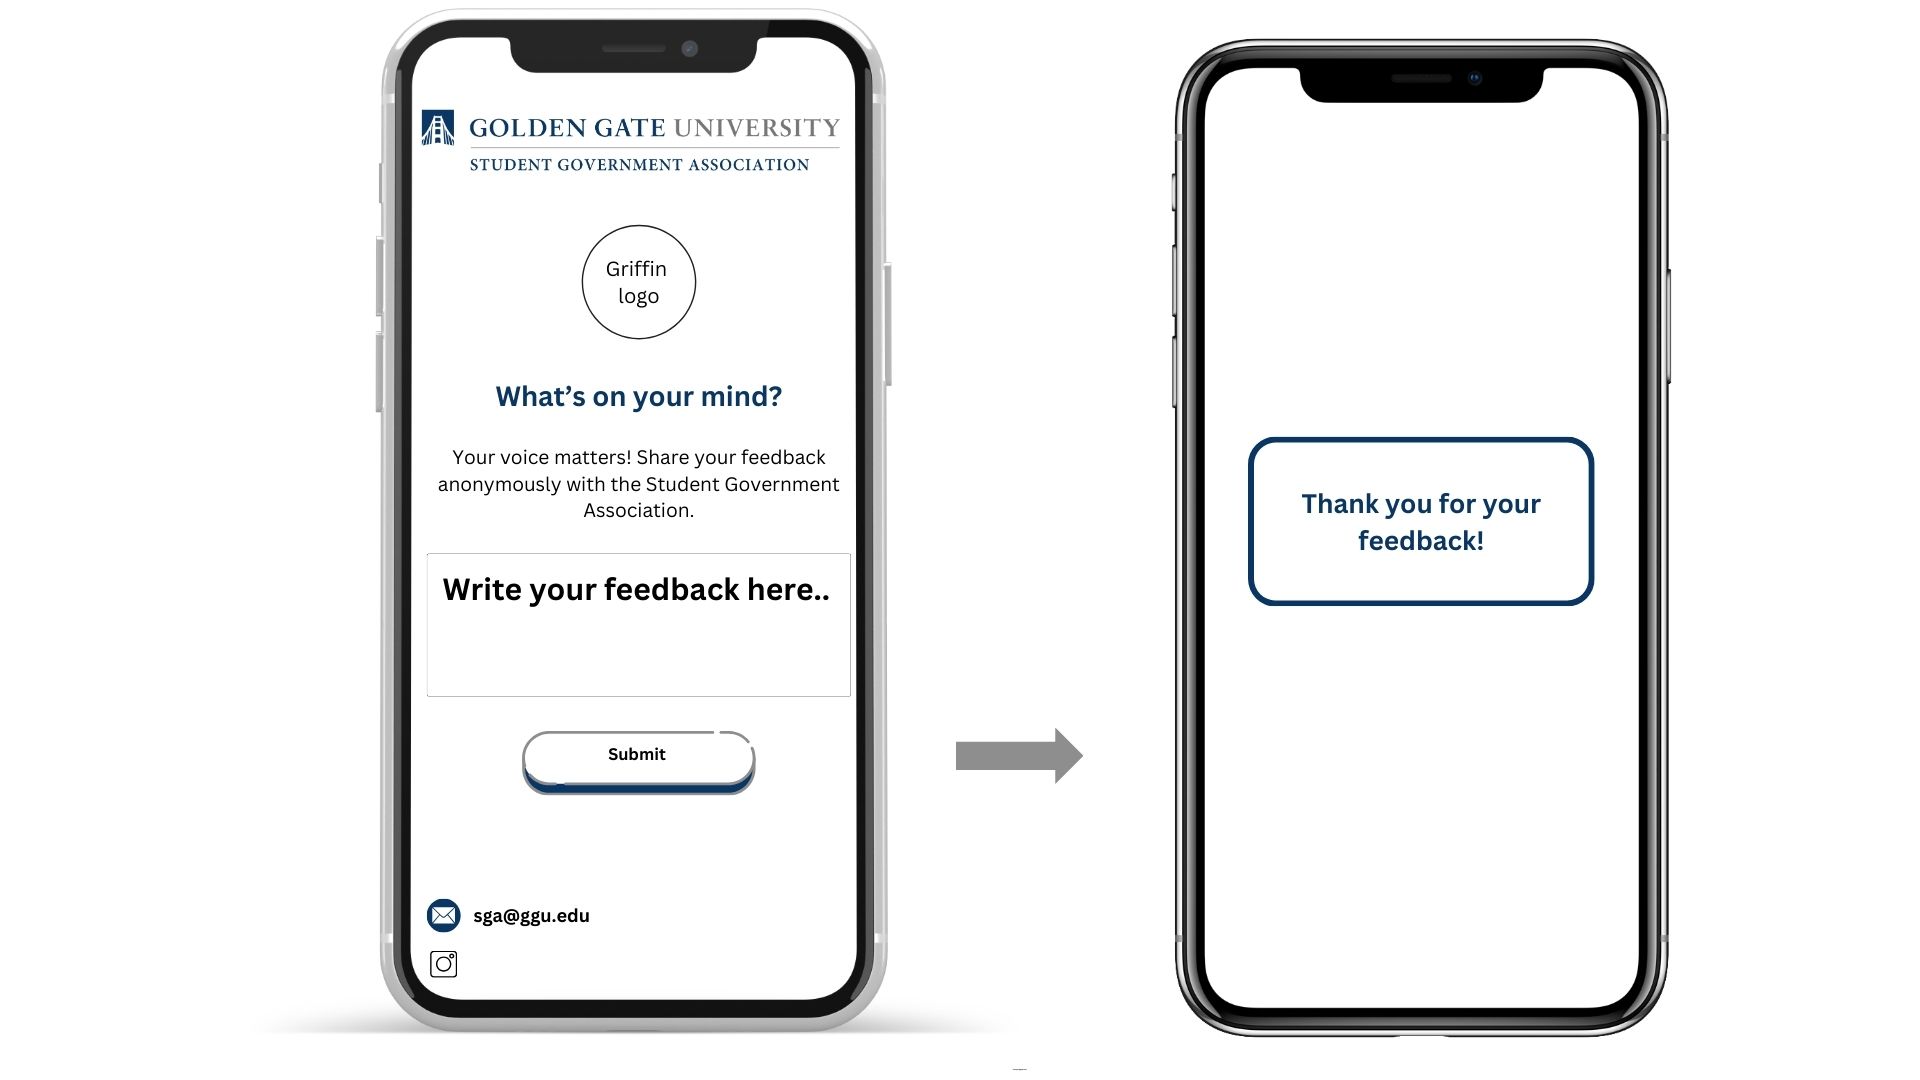 GOLDEN GATE UNIVERSITY
STUDENT GOVERNMENT ASSOCIATION
Griffin
logo
What's on your mind?
Your voice matters! Share your feedback
anonymously with the Student Government
Association.
Write your feedback here..
Submit
sga@ggu.edu
Thank you for your
feedback!